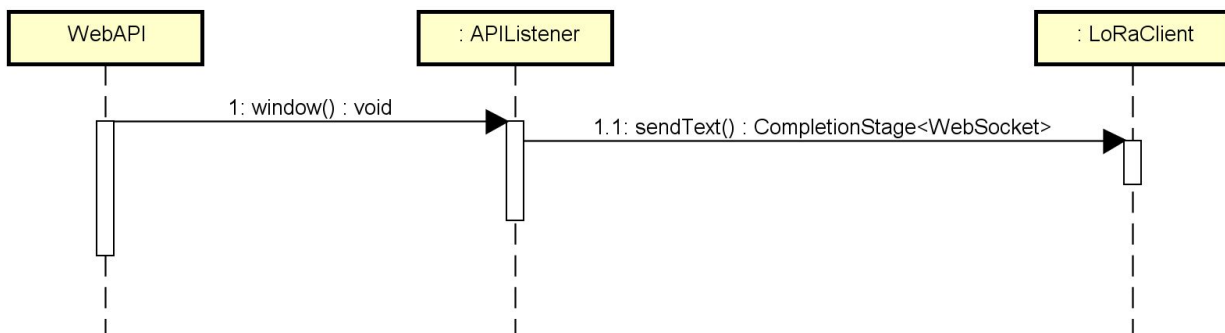 WebAPI
: APIListener
: LoRaClient
1: window() : void
1.1: sendText() : CompletionStage<WebSocket>